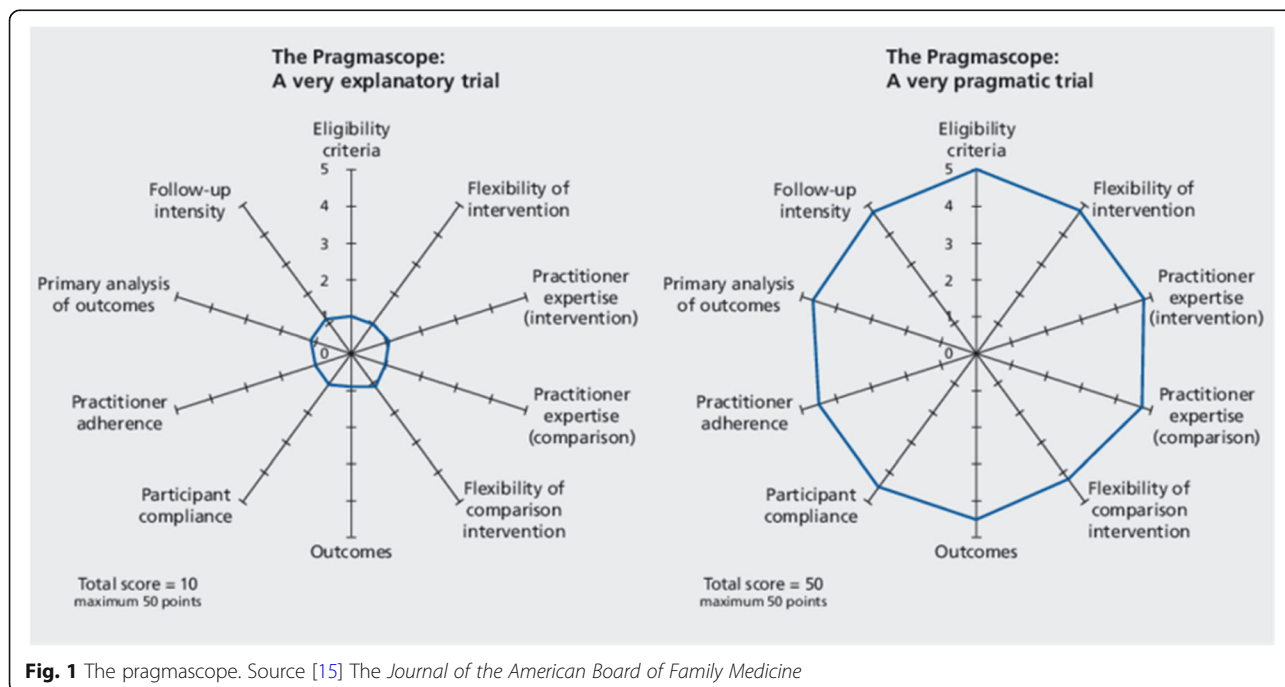 The Pragmascope:
A very explanatory trial
Eligibility
criteria
5
4
3
2
1
0
Follow-up
intensity
Flexibility of
intervention
Primary analysis
of outcomes
Practitioner
expertise
(intervention)
Practitioner
adherence
Practitioner
expertise
(comparison)
Participant
compliance
Flexibility of
comparison
intervention
Outcomes
Total score = 10
maximum 50 points
The Pragmascope:
A very pragmatic trial
Eligibility
criteria
5
4
3
2
1
0
Follow-up
intensity
Flexibility of
intervention
Primary analysis
of outcomes
Practitioner
expertise
(intervention)
Practitioner
adherence
Practitioner
expertise
(comparison)
Participant
compliance
Flexibility of
comparison
intervention
Outcomes
Total score = 50
maximum 50 points
Fig. 1 The pragmascope. Source [15] The Journal of the American Board of Family Medicine